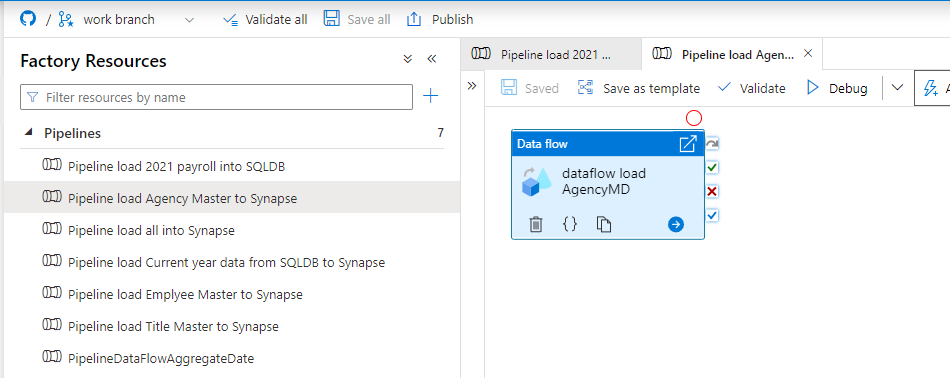 / work branch Validate all Save all Publish
Factory Resources
Filter resources by name
Pipelines 7
Pipeline load 2021 payroll into SQLDB
Pipeline load Agency Master to Synapse
Pipeline load all into Synapse
Pipeline load Current year data from SQLDB to Synapse
Pipeline load Emplyee Master to Synapse
Pipeline load Title Master to Synapse
PipelineDataFlowAggregateDate
Pipeline load 2021 ... Pipeline load Agen...
Saved Save as template Validate Debug A
Data flow
dataflow load
AgencyMD
{}